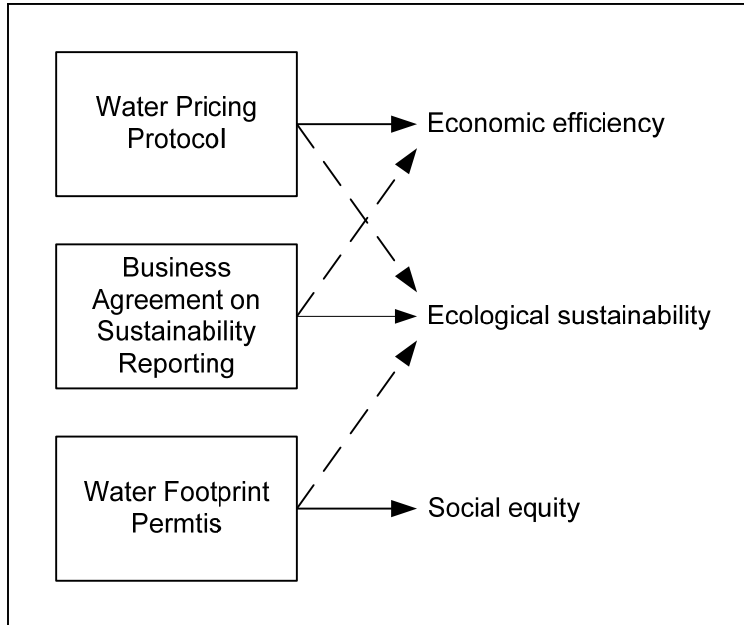 Water Pricing
Protocol
Economic efficiency
Business
Agreement on
Sustainability
Reporting
Ecological sustainability
Water Footprint
Permtis
Social equity